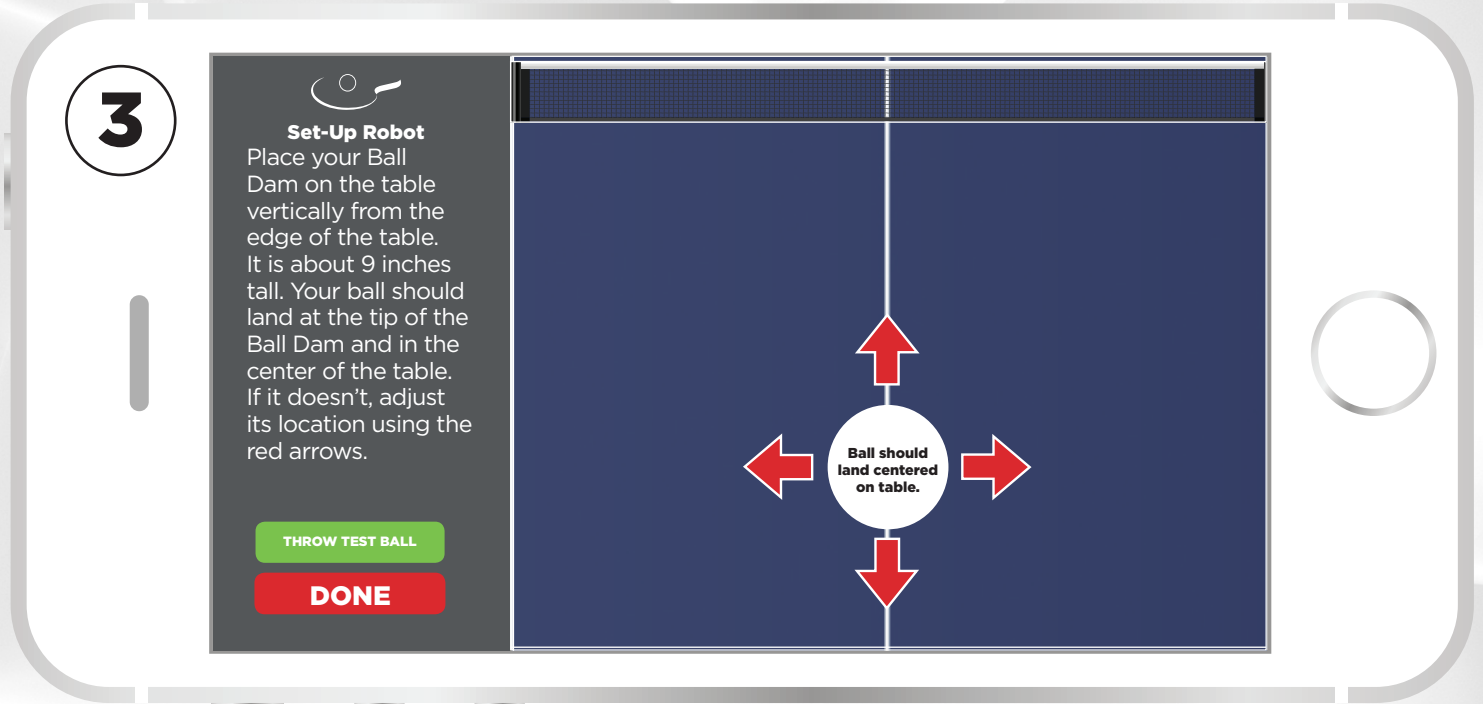 3
Set-Up Robot
Place your Ball
Dam on the table
vertically from the
edge of the table.
It is about 9 inches
tall. Your ball should
land at the tip of the
Ball Dam and in the
center of the table.
If it doesn’t, adjust
its location using the
red arrows.
THROW TEST BALL
DONE
Ball should
land centered
on table.